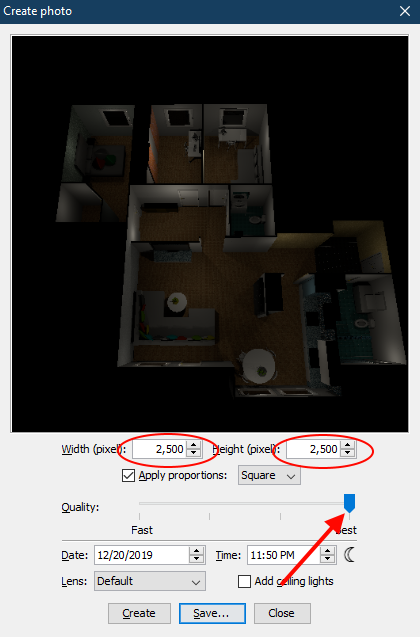 Create photo
Width (pixel): 2,500 Height (pixel): 2,500
Apply proportions: Square
Quality:
Fast Best
Date: 12/20/2019 Time: 11:50 PM
Lens: Default Add ceiling lights
Create Save... Close